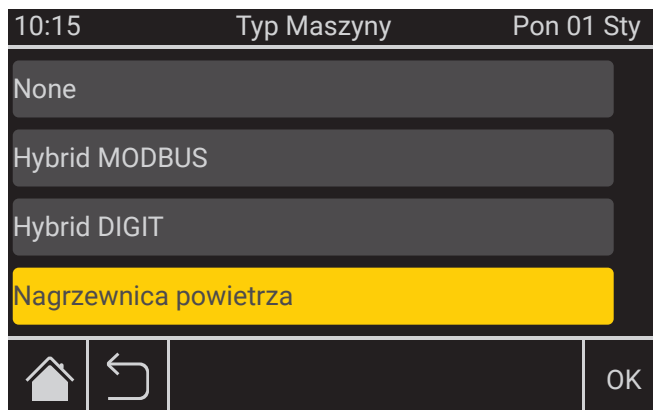 10:15 Typ Maszyny Pon 01 Sty
None
Hybrid MODBUS
Hybrid DIGIT
Nagrzewnica powietrza
OK